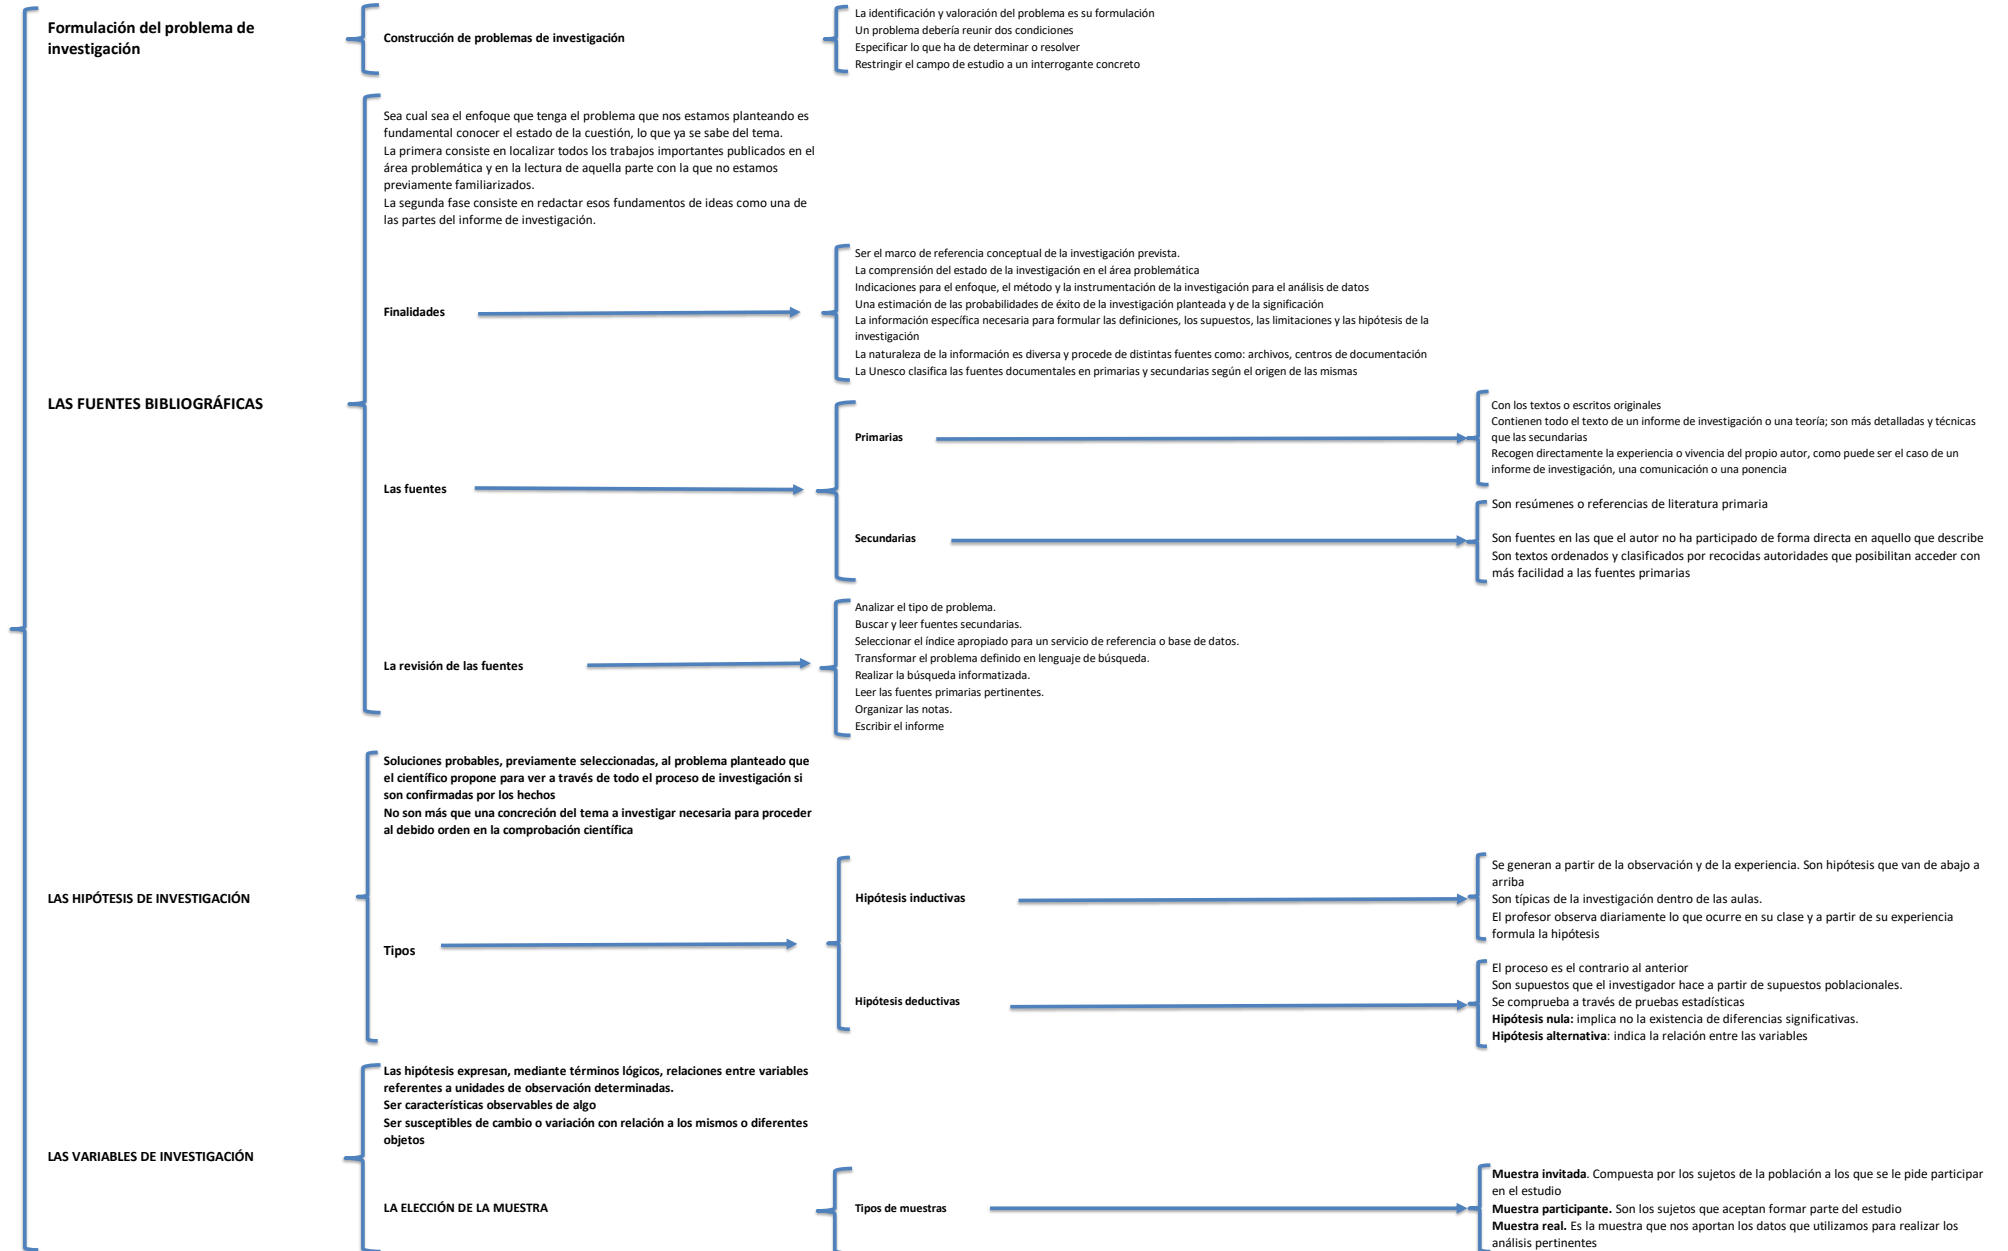 Formulación del problema de
investigación
Construcción de problemas de investigación
La identificación y valoración del problema es su formulación
Un problema debería reunir dos condiciones
Especificar lo que ha de determinar o resolver
Restringir el campo de estudio a un interrogante concreto
LAS FUENTES BIBLIOGRÁFICAS
Sea cual sea el enfoque que tenga el problema que nos estamos planteando es
fundamental conocer el estado de la cuestión, lo que ya se sabe del tema.
La primera consiste en localizar todos los trabajos importantes publicados en el
área problemática y en la lectura de aquella parte con la que no estamos
previamente familiarizados.
La segunda fase consiste en redactar esos fundamentos de ideas como una de
las partes del informe de investigación.
Finalidades
Ser el marco de referencia conceptual de la investigación prevista.
La comprensión del estado de la investigación en el área problemática
Indicaciones para el enfoque, el método y la instrumentación de la investigación para el análisis de datos
Una estimación de las probabilidades de éxito de la investigación planteada y de la significación
La información específica necesaria para formular las definiciones, los supuestos, las limitaciones y las hipótesis de la
investigación
La naturaleza de la información es diversa y procede de distintas fuentes como: archivos, centros de documentación
La Unesco clasifica las fuentes documentales en primarias y secundarias según el origen de las mismas
Las fuentes
Primarias
Con los textos o escritos originales
Contienen todo el texto de un informe de investigación o una teoría; son más detalladas y técnicas
que las secundarias
Recogen directamente la experiencia o vivencia del propio autor, como puede ser el caso de un
informe de investigación, una comunicación o una ponencia
Secundarias
Son resúmenes o referencias de literatura primaria
Son fuentes en las que el autor no ha participado de forma directa en aquello que describe
Son textos ordenados y clasificados por recocidas autoridades que posibilitan acceder con
más facilidad a las fuentes primarias
La revisión de las fuentes
Analizar el tipo de problema.
Buscar y leer fuentes secundarias.
Seleccionar el índice apropiado para un servicio de referencia o base de datos.
Transformar el problema definido en lenguaje de búsqueda.
Realizar la búsqueda informatizada.
Leer las fuentes primarias pertinentes.
Organizar las notas.
Escribir el informe
LAS HIPÓTESIS DE INVESTIGACIÓN
Soluciones probables, previamente seleccionadas, al problema planteado que
el científico propone para ver a través de todo el proceso de investigación si
son confirmadas por los hechos
No son más que una concreción del tema a investigar necesaria para proceder
al debido orden en la comprobación científica
Tipos
Hipótesis inductivas
Se generan a partir de la observación y de la experiencia. Son hipótesis que van de abajo a
arriba
Son típicas de la investigación dentro de las aulas.
El profesor observa diariamente lo que ocurre en su clase y a partir de su experiencia
formula la hipótesis
Hipótesis deductivas
El proceso es el contrario al anterior
Son supuestos que el investigador hace a partir de supuestos poblacionales.
Se comprueba a través de pruebas estadísticas
Hipótesis nula: implica no la existencia de diferencias significativas.
Hipótesis alternativa: indica la relación entre las variables
LAS VARIABLES DE INVESTIGACIÓN
Las hipótesis expresan, mediante términos lógicos, relaciones entre variables
referentes a unidades de observación determinadas.
Ser características observables de algo
Ser susceptibles de cambio o variación con relación a los mismos o diferentes
objetos
LA ELECCIÓN DE LA MUESTRA
Tipos de muestras
Muestra invitada. Compuesta por los sujetos de la población a los que se le pide participar
en el estudio
Muestra participante. Son los sujetos que aceptan formar parte del estudio
Muestra real. Es la muestra que nos aportan los datos que utilizamos para realizar los
análisis pertinentes